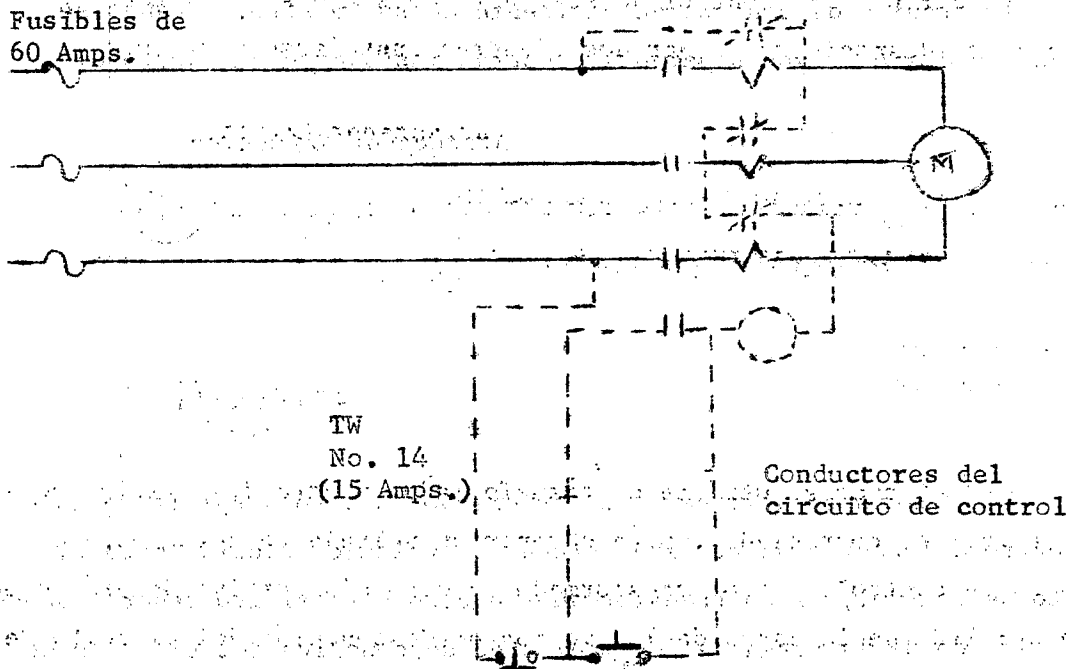 Fusibles de
60 Amps.
M
TW
No. 14
(15 Amps.)
Conductores del
circuito de control